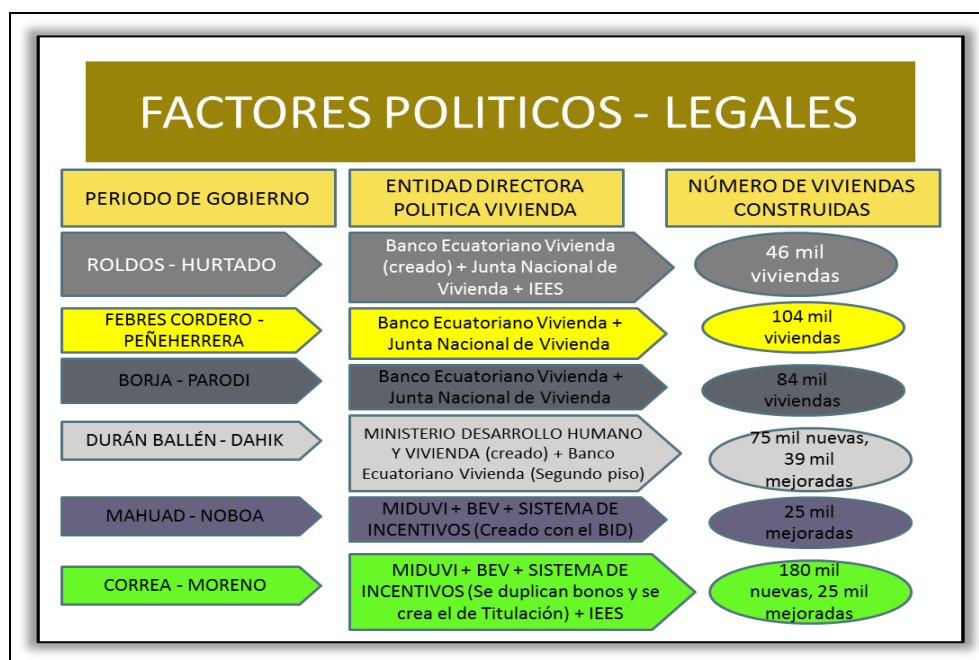 FACTORES POLITICOS - LEGALES
PERIODO DE GOBIERNO
ENTIDAD DIRECTORA
POLITICA VIVIENDA
NÚMERO DE VIVIENDAS
CONSTRUIDAS
ROLDOS - HURTADO
Banco Ecuatoriano Vivienda
(creado) + Junta Nacional de
Vivienda + IEES
46 mil
viviendas
FEBRES CORDERO -
PEÑEHERRERA
Banco Ecuatoriano Vivienda +
Junta Nacional de Vivienda
104 mil
viviendas
BORJA - PARODI
Banco Ecuatoriano Vivienda +
Junta Nacional de Vivienda
84 mil
viviendas
DURÁN BALLÉN - DAHIK
MINISTERIO DESARROLLO HUMANO
Y VIVIENDA (creado) + Banco
Ecuatoriano Vivienda (Segundo piso)
75 mil nuevas,
39 mil
mejoradas
MAHUAD - NOBOA
MIDUVI + BEV + SISTEMA DE
INCENTIVOS (Creado con el BID)
25 mil
mejoradas
CORREA - MORENO
MIDUVI + BEV + SISTEMA DE
INCENTIVOS (Se duplican bonos y se
crea el de Titulación) + IEES
180 mil
nuevas, 25 mil
mejoradas